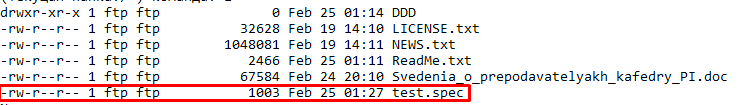 drwxr-xr-x 1 ftp ftp 0 Feb 25 01:14 DDD
-rw-r--r-- 1 ftp ftp 32628 Feb 19 14:10 LICENSE.txt
-rw-r--r-- 1 ftp ftp 1048081 Feb 19 14:11 NEWS.txt
-rw-r--r-- 1 ftp ftp 2466 Feb 25 01:11 ReadMe.txt
-rw-r--r-- 1 ftp ftp 67584 Feb 24 20:10 Svedenia_o_prepodavatelyakh_kafedry_PI.doc
-rw-r--r-- 1 ftp ftp 1003 Feb 25 01:27 test.spec